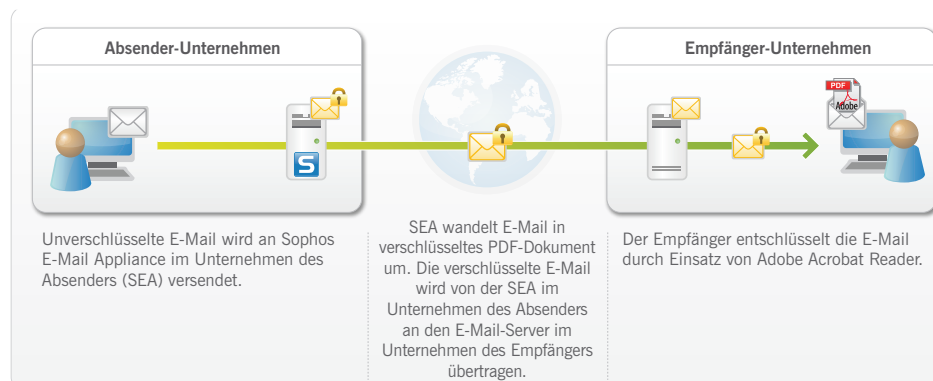 Absender-Unternehmen
Empfänger-Unternehmen
PDF
Adobe
S
Unverschlüsselte E-Mail wird an Sophos
E-Mail Appliance im Unternehmen des
Absenders (SEA) versendet.
SEA wandelt E-Mail in
verschlüsseltes PDF-Dokument
um. Die verschlüsselte E-Mail
wird von der SEA im
Unternehmen des Absenders
an den E-Mail-Server im
Unternehmen des Empfängers
übertragen.
Der Empfänger entschlüsselt die E-Mail
durch Einsatz von Adobe Acrobat Reader.